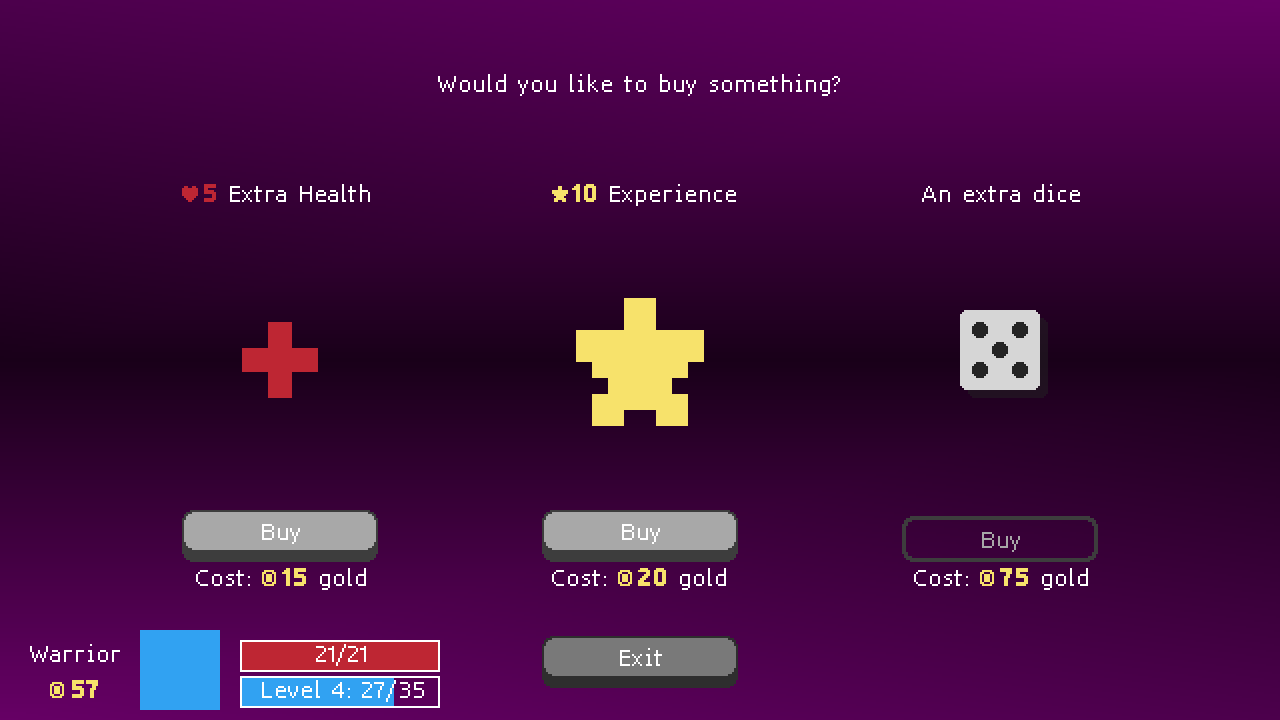 Would you like to buy something?
5 Extra Health
10 Experience
An extra dice
Buy
Buy
Buy
Cost: 15 gold
Cost: 20 gold
Cost: 75 gold
Warrior
57
21/21
Level 4: 27/35
Exit